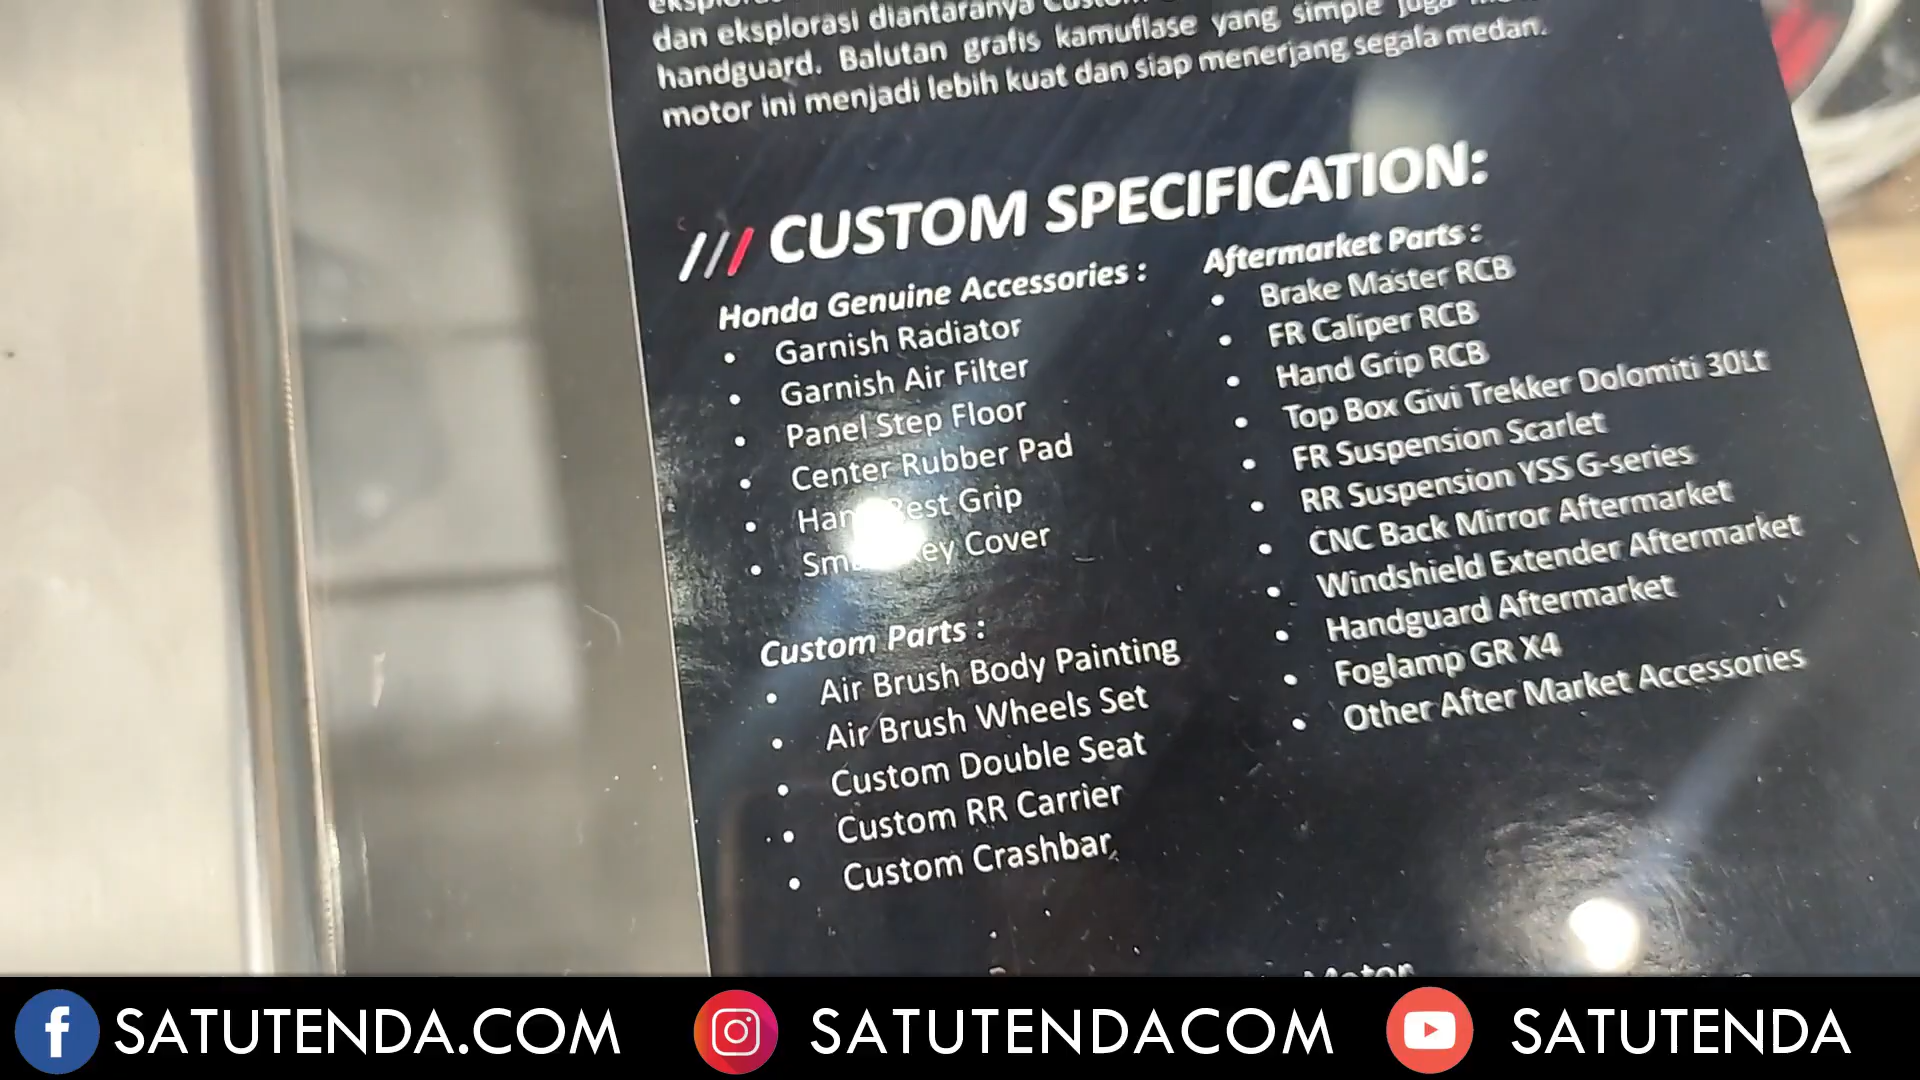 dan eksplorasi diantaranya Custom
handguard. Balutan grafis kamuflase yang simple juga
motor ini menjadi lebih kuat dan siap menerjang segala medan.
/// CUSTOM SPECIFICATION:
Honda Genuine Accessories :
• Garnish Radiator
• Garnish Air Filter
• Panel Step Floor
• Center Rubber Pad
• Grip
• Cover
Custom Parts :
• Air Brush Body Painting
• Air Brush Wheels Set
• Custom Double Seat
• Custom RR Carrier
• Custom Crashbar
Aftermarket Parts :
• Brake Master RCB
• FR Caliper RCB
• Hand Grip RCB
• Top Box Givi Trekker Dolomiti 30Lt
• FR Suspension Scarlet
• RR Suspension YSS G-series
• CNC Back Mirror Aftermarket
• Windshield Extender Aftermarket
• Handguard Aftermarket
• Foglamp GR X4
• Other After Market Accessories
SATUTENDA.COM
SATUTENDACOM
SATUTENDA